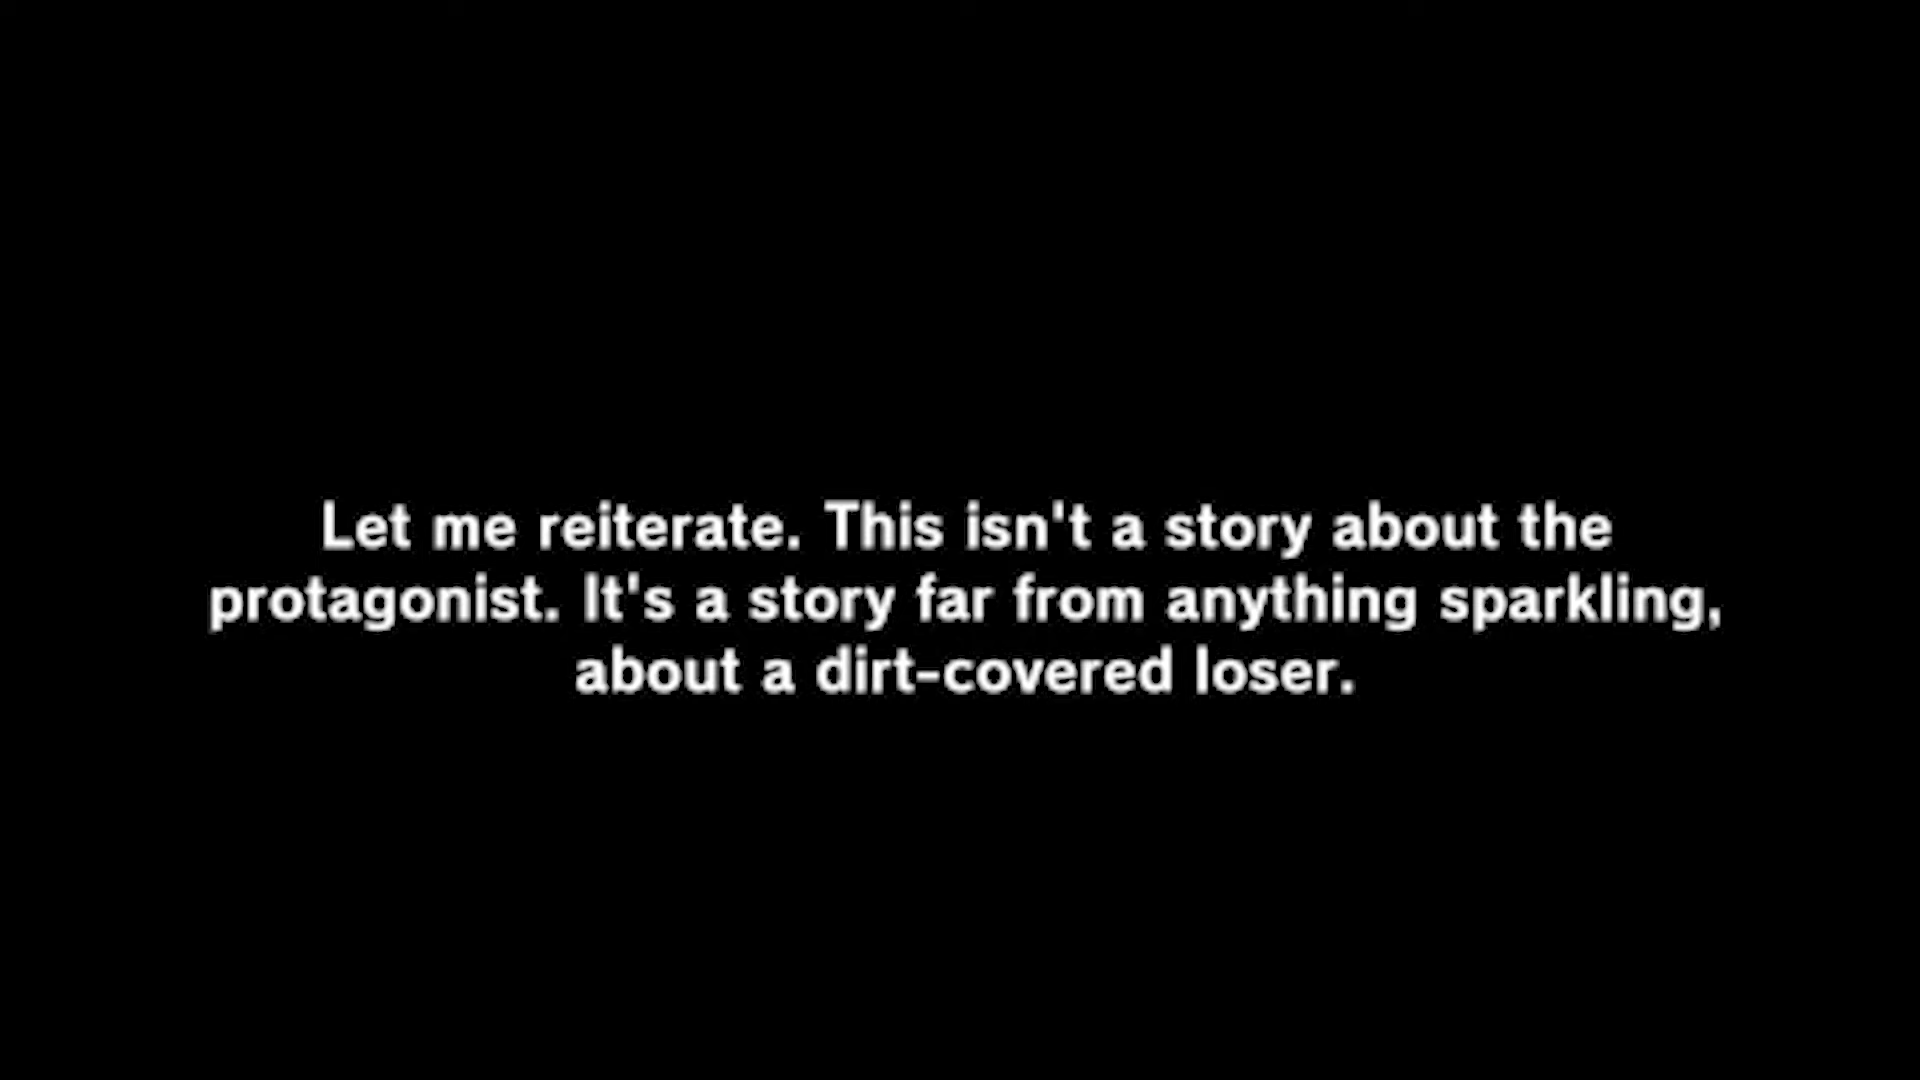 Let me reiterate. This isn't a story about the
protagonist. It's a story far from anything sparkling,
about a dirt-covered loser.